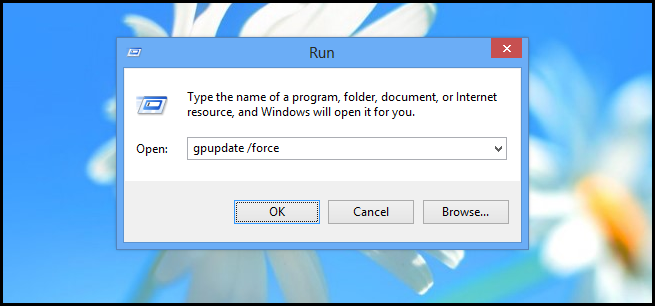 Run
Type the name of a program, folder, document, or Internet
resource, and Windows will open it for you.
Open: gpupdate /force
OK Cancel Browse...